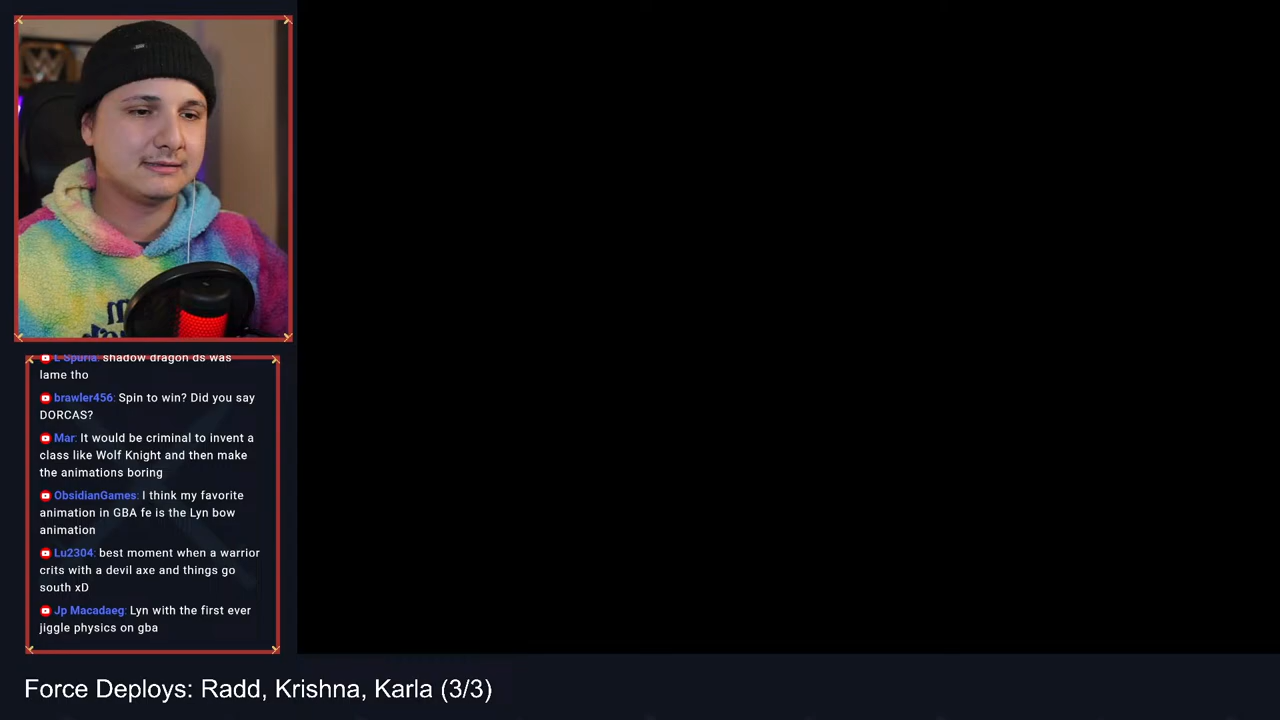 L Spuria: shadow dragon ds was
lame tho
brawler456: Spin to win? Did you say
DORCAS?
Mar: It would be criminal to invent a
class like Wolf Knight and then make
the animations boring
ObsidianGames: I think my favorite
animation in GBA fe is the Lyn bow
animation
Lu2304: best moment when a warrior
crits with a devil axe and things go
south xD
Jp Macadaeg: Lyn with the first ever
jiggle physics on gba
Force Deploys: Radd, Krishna, Karla (3/3)